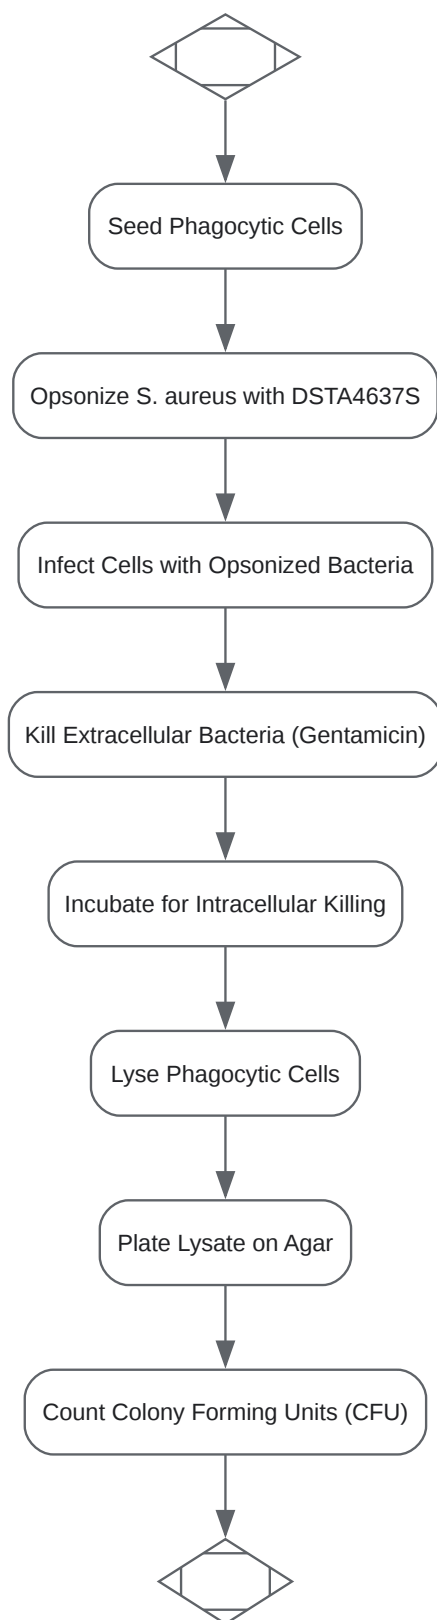 Seed Phagocytic Cells
Opsonize S. aureus with DSTA4637S
Infect Cells with Opsonized Bacteria
Kill Extracellular Bacteria (Gentamicin)
Incubate for Intracellular Killing
Lyse Phagocytic Cells
Plate Lysate on Agar
Count Colony Forming Units (CFU)